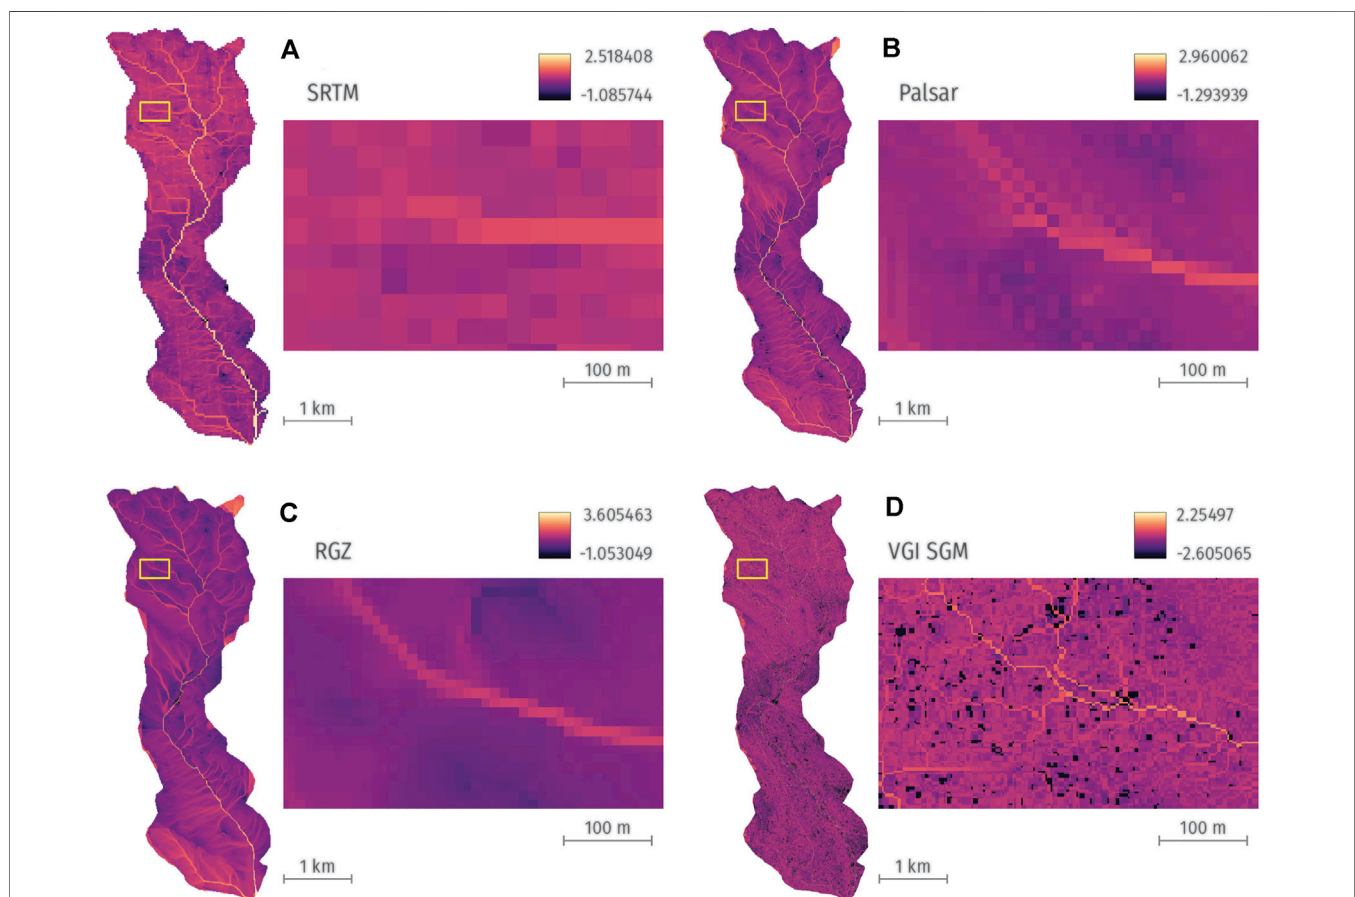 A
SRTM
2.518408
-1.085744
100 m
1 km
B
Palsar
2.960062
-1.293939
100 m
1 km
C
RGZ
3.605463
-1.053049
100 m
1 km
D
VGI SGM
2.25497
-2.605065
100 m
1 km